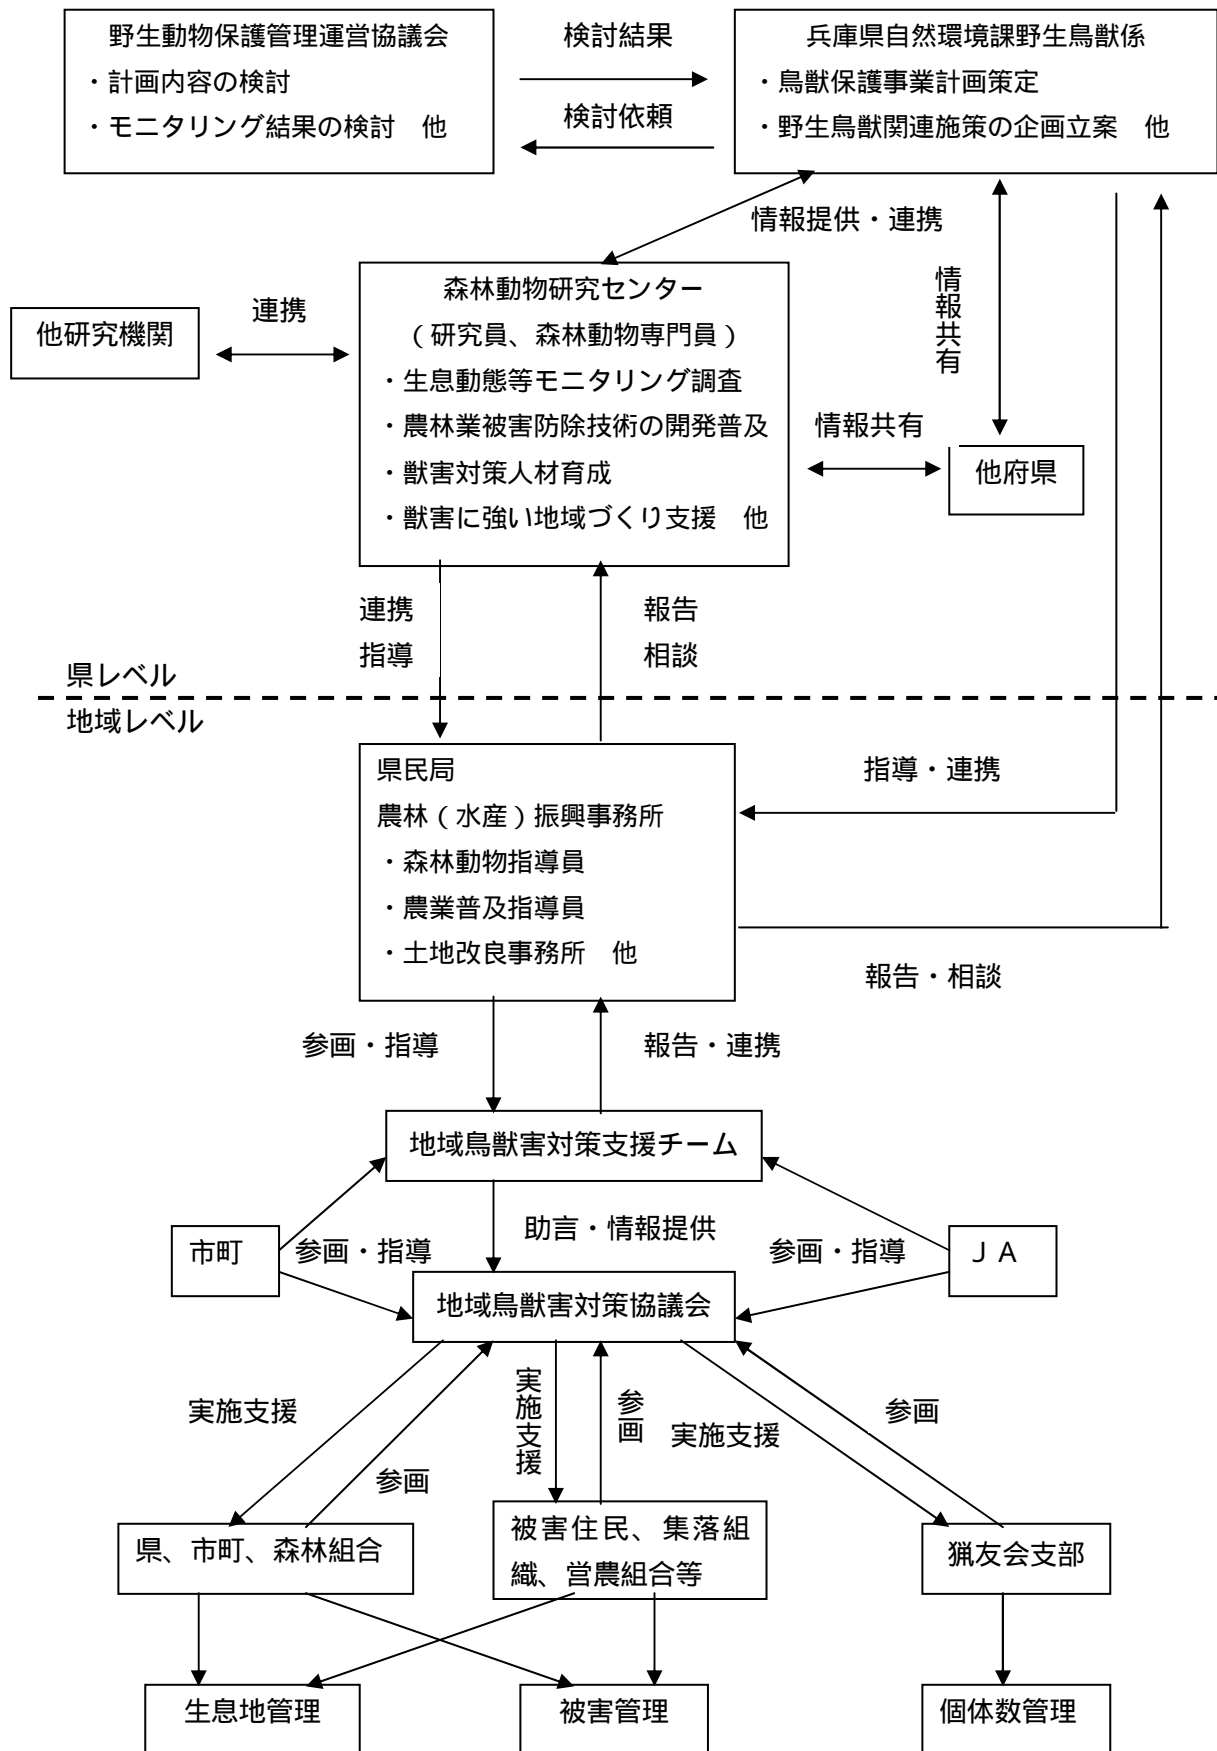 野生動物保護管理運営協議会
・計画内容の検討
・モニタリング結果の検討　他
検討結果
検討依頼
兵庫県自然環境課野生鳥獣係
・鳥獣保護事業計画策定
・野生鳥獣関連施策の企画立案　他
情報提供・連携
情報共有
他研究機関
連携
森林動物研究センター
（研究員、森林動物専門員）
・生息動態等モニタリング調査
・農林業被害防除技術の開発普及
・獣害対策人材育成
・獣害に強い地域づくり支援　他
情報共有
他府県
連携
指導
報告
相談
県レベル
地域レベル
県民局
農林（水産）振興事務所
・森林動物指導員
・農業普及指導員
・土地改良事務所　他
指導・連携
報告・相談
参画・指導
報告・連携
地域鳥獣害対策支援チーム
市町
参画・指導
助言・情報提供
参画・指導
ＪＡ
地域鳥獣害対策協議会
実施支援
参画
実施支援
参画
実施支援
参画
県、市町、森林組合
被害住民、集落組
織、営農組合等
猟友会支部
生息地管理
被害管理
個体数管理